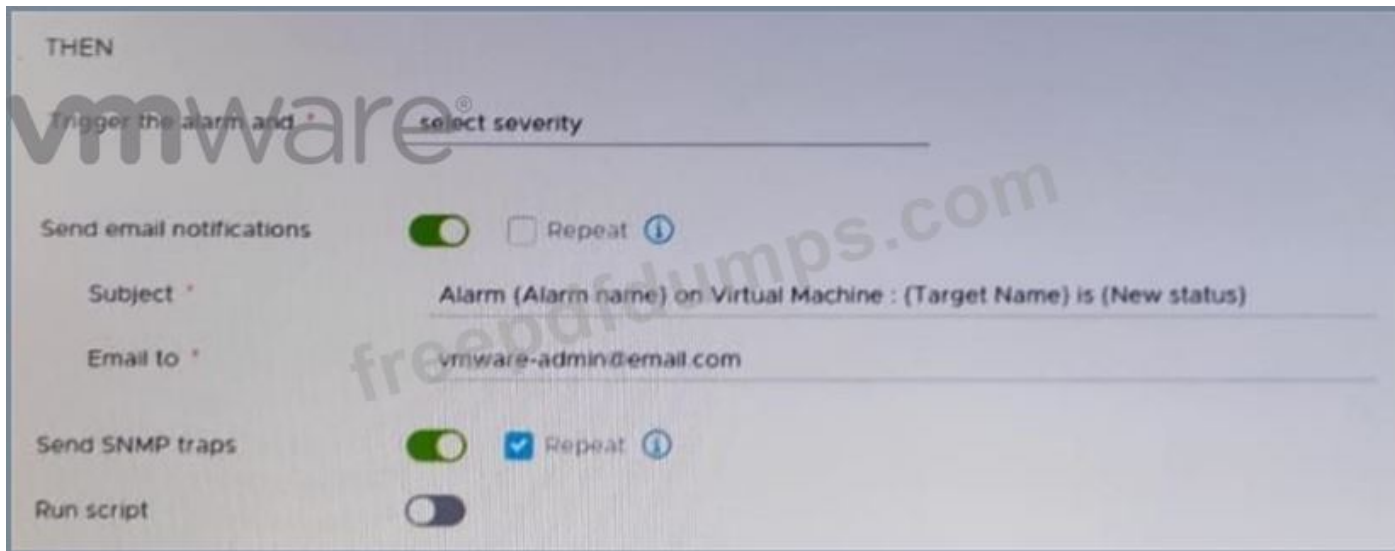 THEN
vmware®
Trigger the alarm and * select severity
Send email notifications Repeat
Subject * Alarm (Alarm name) on Virtual Machine : (Target Name) is (New status)
Email to * vmware-admin@email.com
freepdfdumps.com
Send SNMP traps Repeat
Run script